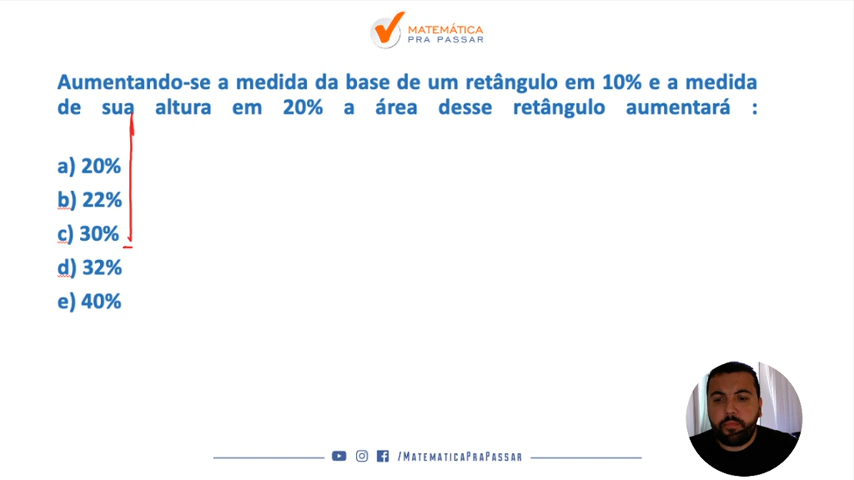 MATEMÁTICA
PRA PASSAR
Aumentando-se a medida da base de um retângulo em 10% e a medida
de sua altura em 20% a área desse retângulo aumentará :
a) 20%
b) 22%
c) 30%
d) 32%
e) 40%
/MatematicaPraPassar